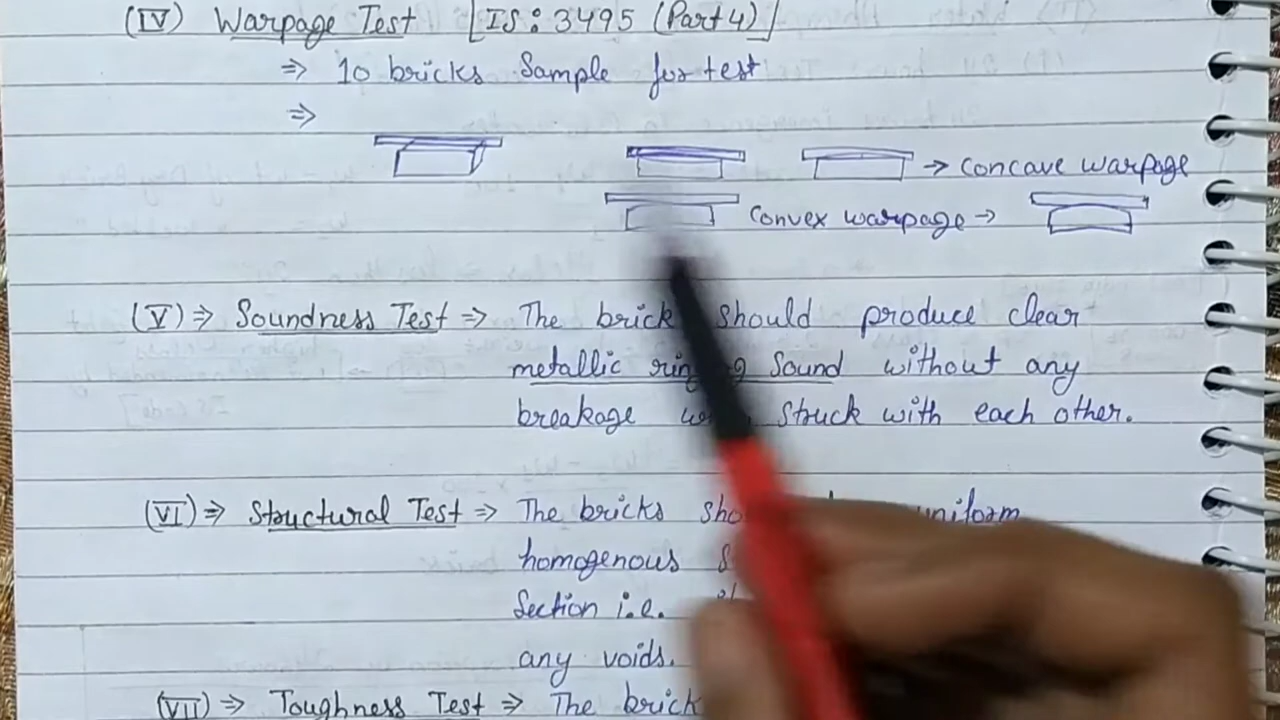 (IV) Warpage Test [IS: 3495 (Part 4)]
⇒ 10 bricks Sample for test
⇒
→ Concave warpage
Convex warpage →
(V) ⇒ Soundness Test ⇒ The brick should produce clear
metallic ringing Sound without any
breakage struck with each other.
(VI) ⇒ Structural Test ⇒ The bricks uniform
homogenous
Section i.e.
any voids.
(VII) ⇒ Toughness Test ⇒ The brick